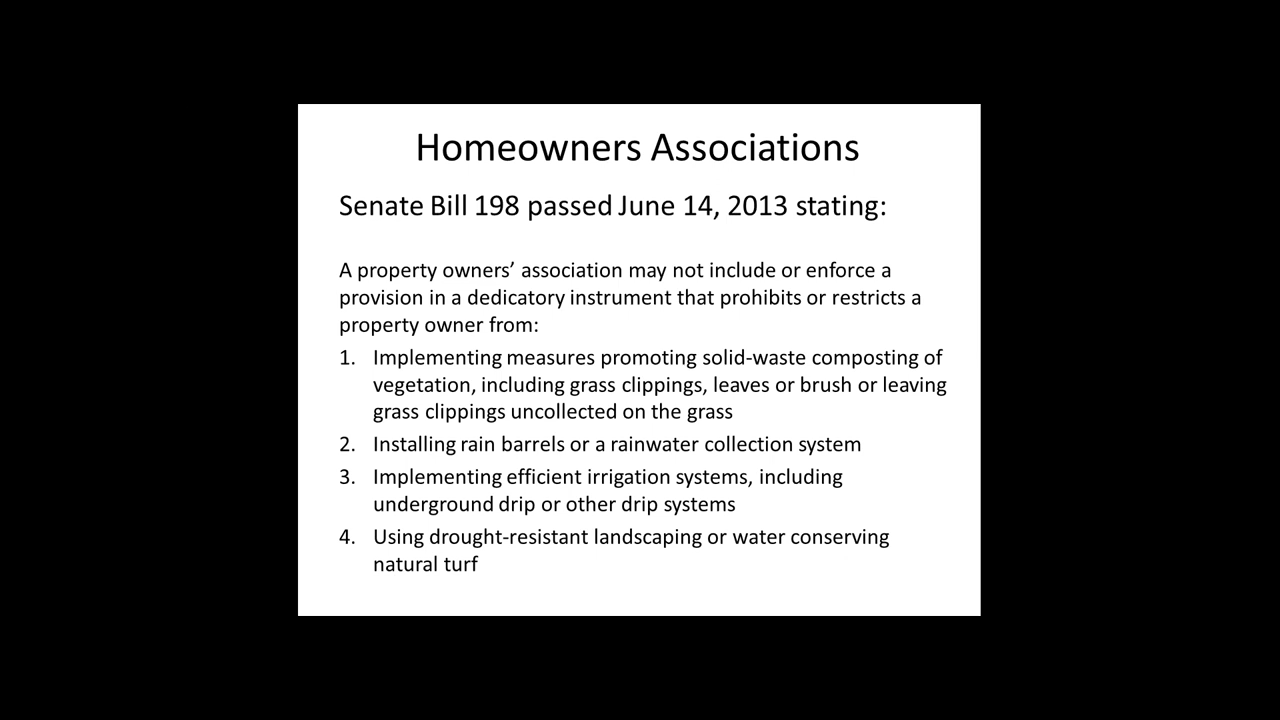 Homeowners Associations
Senate Bill 198 passed June 14, 2013 stating:
A property owners’ association may not include or enforce a
provision in a dedicatory instrument that prohibits or restricts a
property owner from:
1. Implementing measures promoting solid-waste composting of
vegetation, including grass clippings, leaves or brush or leaving
grass clippings uncollected on the grass
2. Installing rain barrels or a rainwater collection system
3. Implementing efficient irrigation systems, including
underground drip or other drip systems
4. Using drought-resistant landscaping or water conserving
natural turf